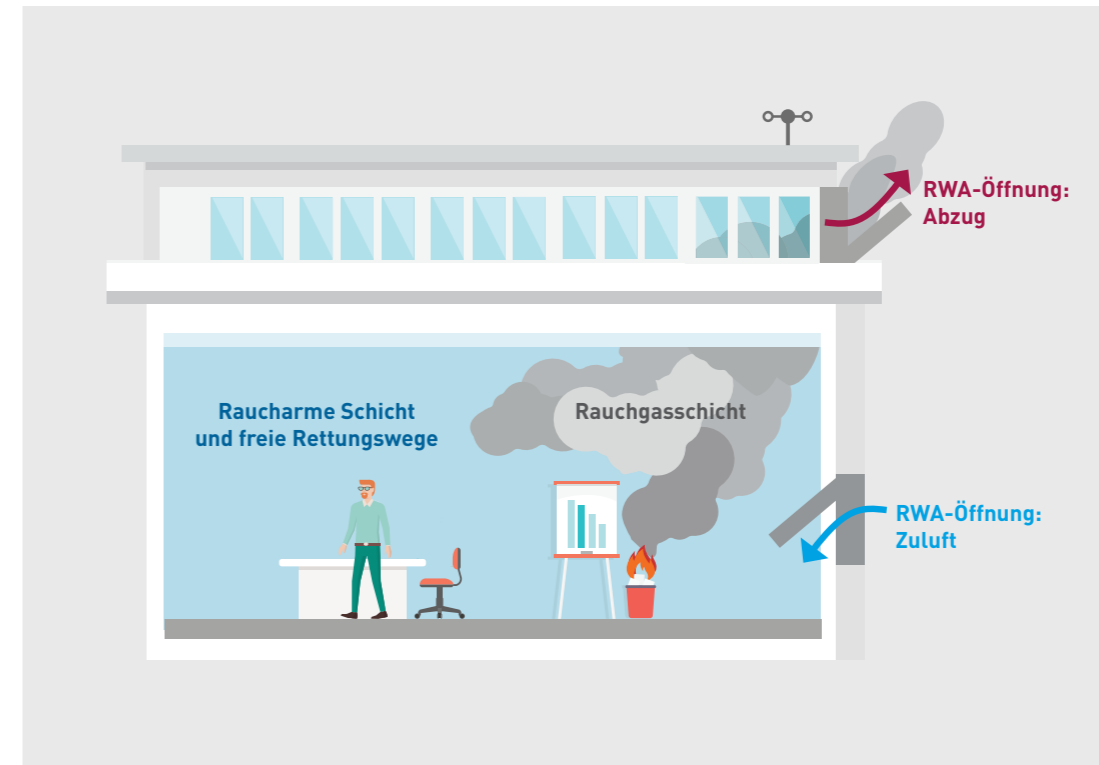 RWA-Öffnung:
Abzug
Raucharme Schicht
und freie Rettungswege
Rauchgasschicht
RWA-Öffnung:
Zuluft